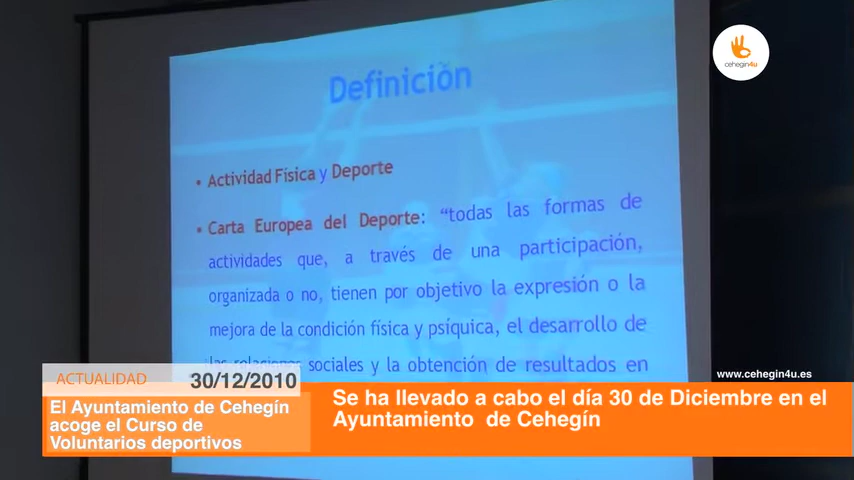 Definición
cehegin4u
• Actividad Física y Deporte
• Carta Europea del Deporte: “todas las formas de
actividades que, a través de una participación,
organizada o no, tienen por objetivo la expresión o la
mejora de la condición física y psíquica, el desarrollo de
las relaciones sociales y la obtención de resultados en
www.cehegin4u.es
ACTUALIDAD
30/12/2010
El Ayuntamiento de Cehegín
acoge el Curso de
Voluntarios deportivos
Se ha llevado a cabo el día 30 de Diciembre en el
Ayuntamiento de Cehegín